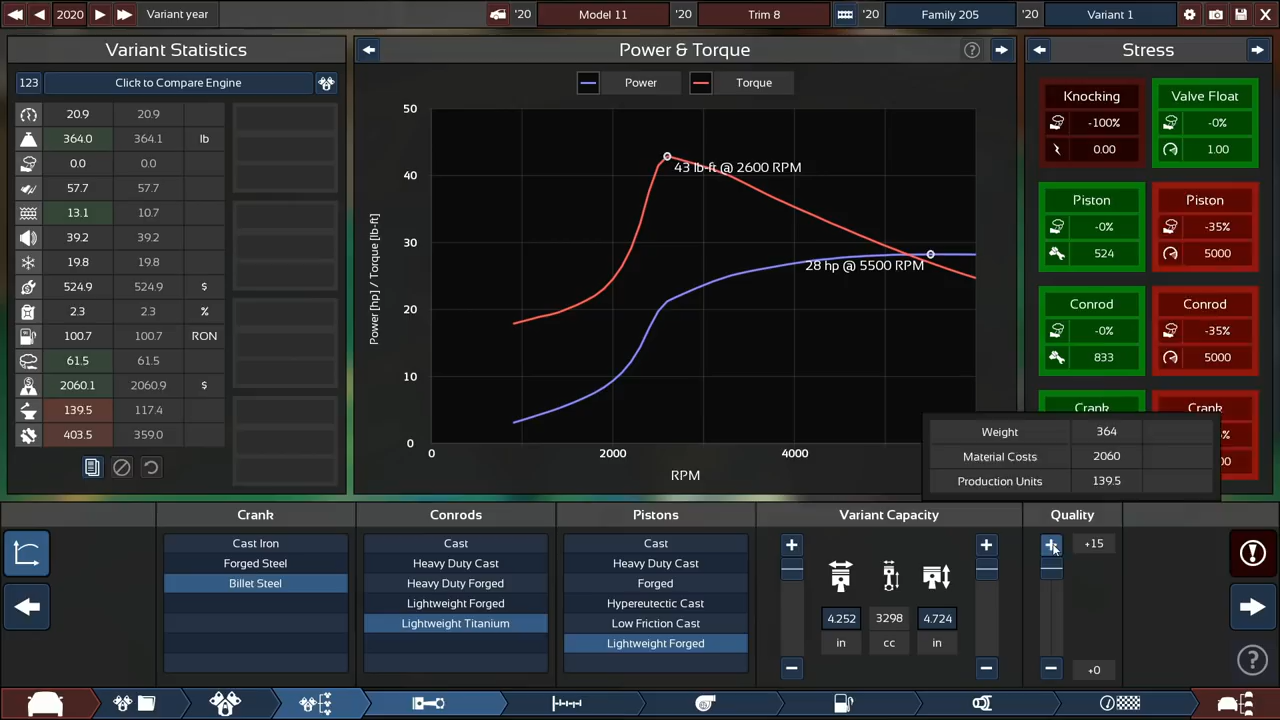 2020 Variant year '20 Model 11 '20 Trim 8 '20 Family 205 '20 Variant 1
Variant Statistics
123 Click to Compare Engine
20.9 20.9
364.0 364.1 lb
0.0 0.0
57.7 57.7
13.1 10.7
39.2 39.2
19.8 19.8
524.9 524.9 $
2.3 2.3 %
100.7 100.7 RON
61.5 61.5
2060.1 2060.9 $
139.5 117.4
403.5 359.0
Power & Torque
?
Power Torque
Power [hp] / Torque [lb-ft]
50
40
30
20
10
0
43 lb-ft @ 2600 RPM
28 hp @ 5500 RPM
0 2000 4000
RPM
Stress
Knocking
-100%
0.00
Valve Float
-0%
1.00
Piston
-0%
524
Piston
-35%
5000
Conrod
-0%
833
Conrod
-35%
5000
Crank
Crank
Weight 364
Material Costs 2060
Production Units 139.5
Crank
Cast Iron
Forged Steel
Billet Steel
Conrods
Cast
Heavy Duty Cast
Heavy Duty Forged
Lightweight Forged
Lightweight Titanium
Pistons
Cast
Heavy Duty Cast
Forged
Hypereutectic Cast
Low Friction Cast
Lightweight Forged
Variant Capacity
4.252 3298 4.724
in cc in
Quality
+15
+0
?